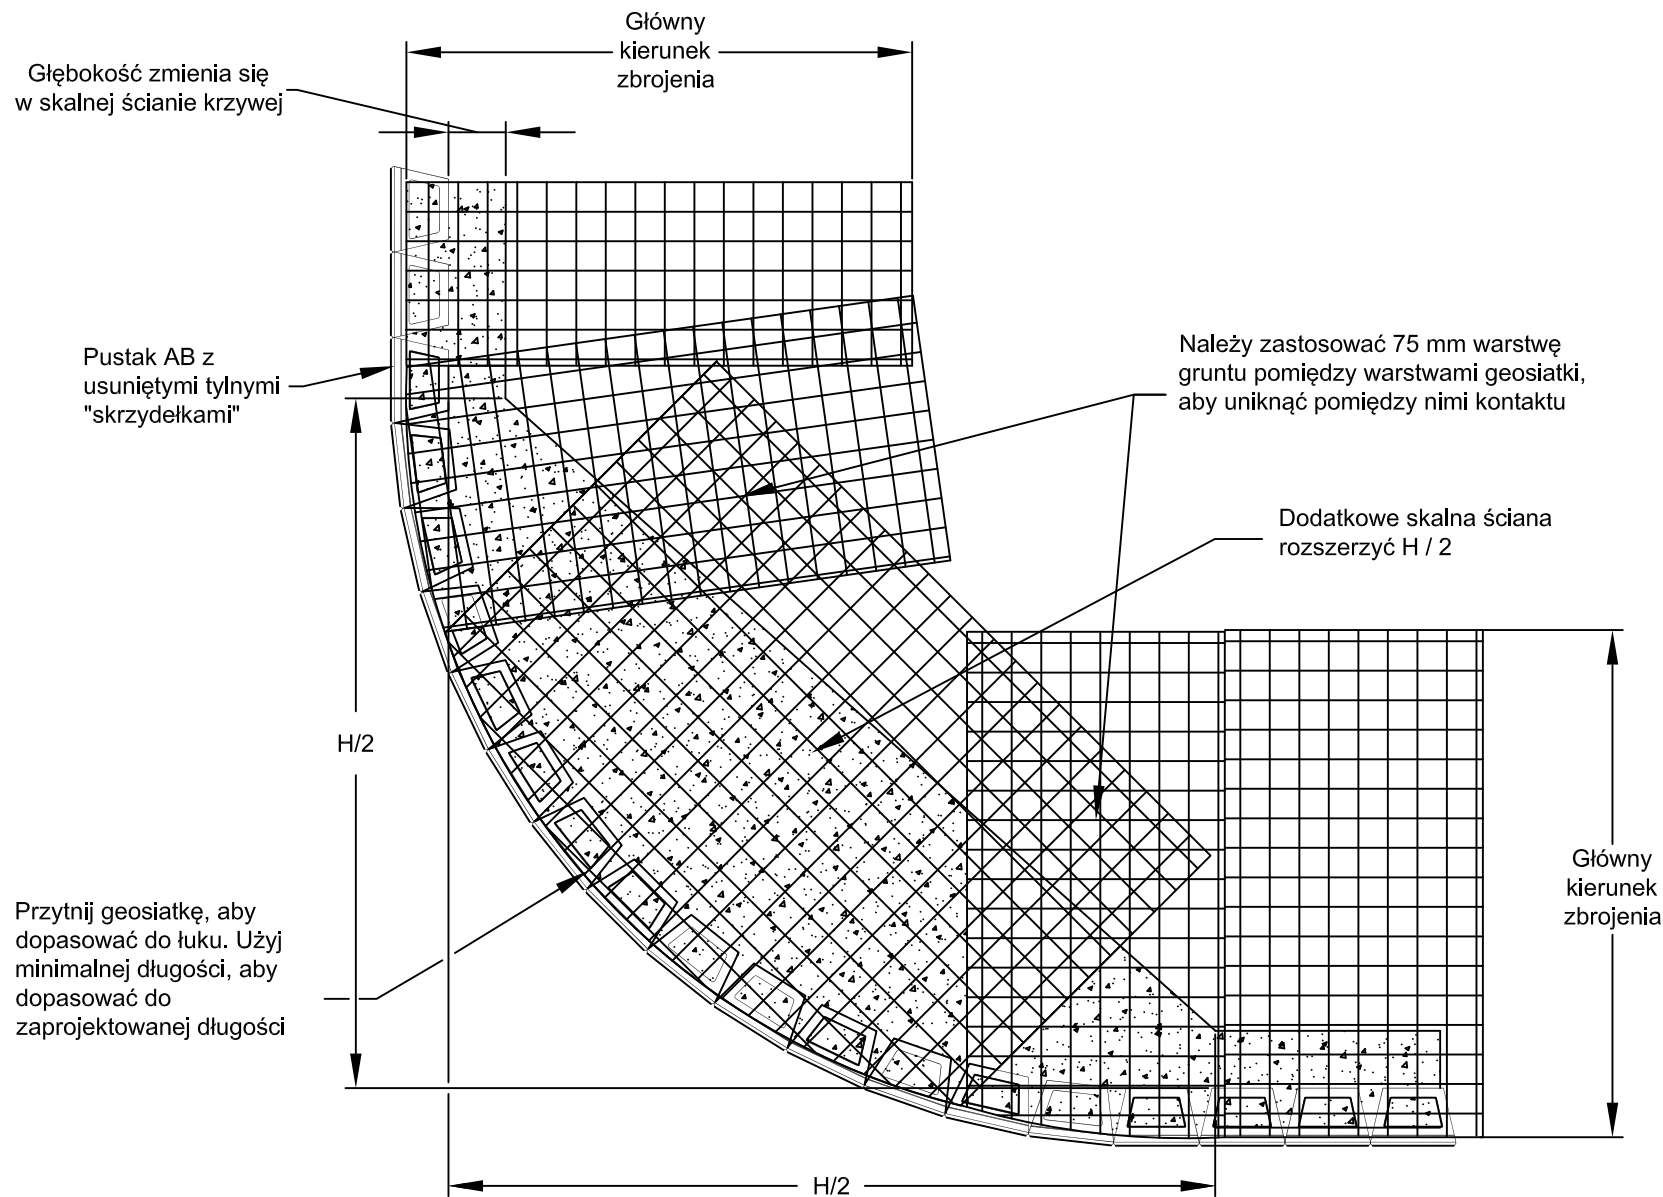 Główny
kierunek
zbrojenia
Głębokość zmienia się
w skalnej ścianie krzywej
Pustak AB z
usuniętymi tylnymi
"skrzydełkami"
Należy zastosować 75 mm warstwę
gruntu pomiędzy warstwami geosiatki,
aby uniknąć pomiędzy nimi kontaktu
Dodatkowe skalna ściana
rozszerzyć H / 2
H/2
Główny
kierunek
zbrojenia
Przytnij geosiatkę, aby
dopasować do łuku. Użyj
minimalnej długości, aby
dopasować do
zaprojektowanej długości
H/2